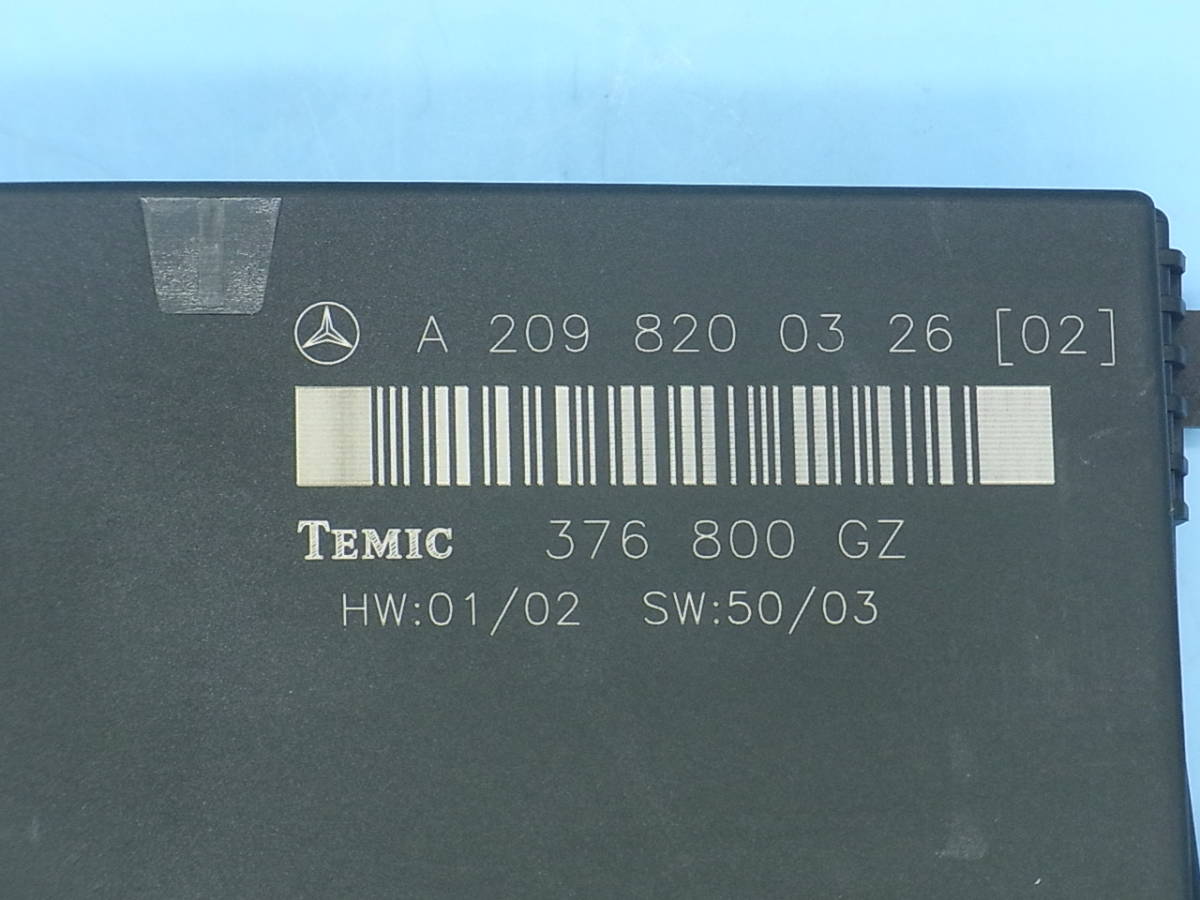 A 209 820 03 26 [02]
TEMIC 376 800 GZ
HW:01/02 SW:50/03